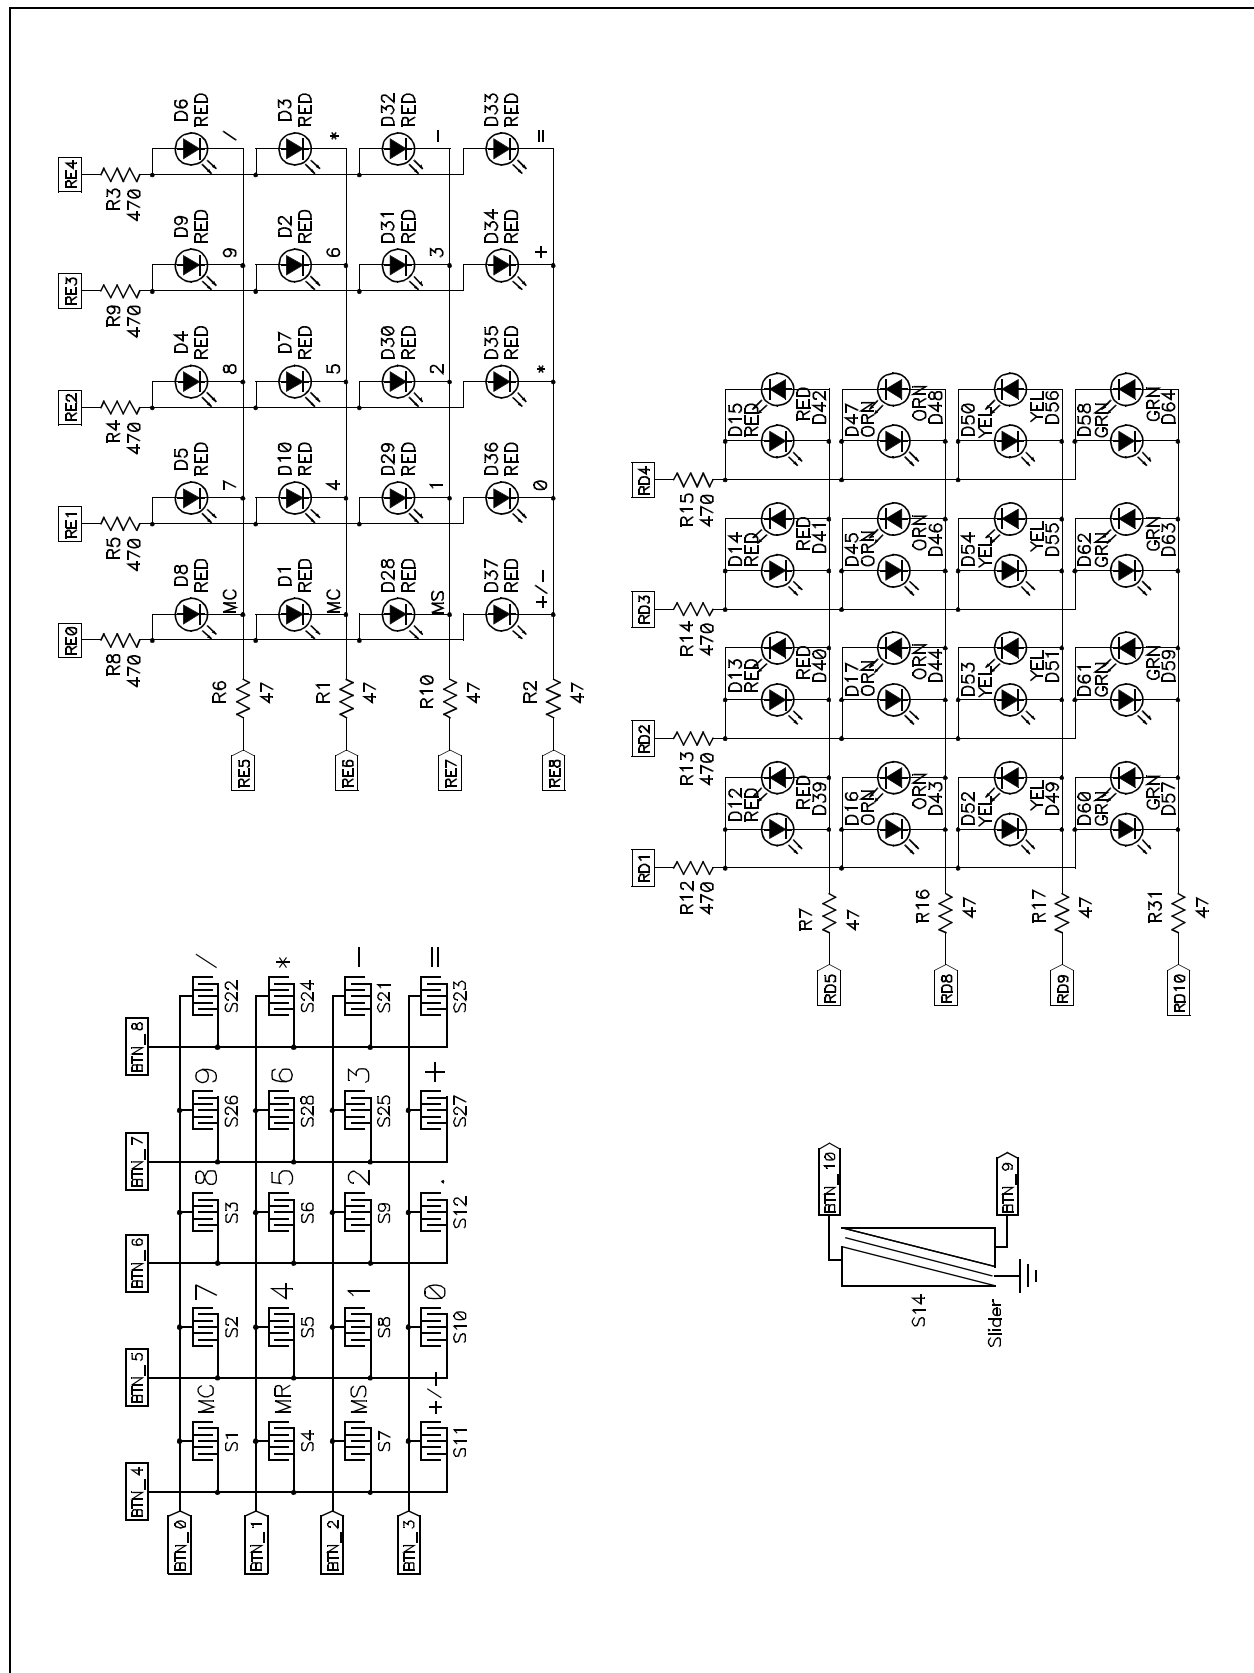 RE4
R3
470
D6
RED
/
D3
RED
*
D32
RED
-
D33
RED
=
RE3
R9
470
D9
RED
9
D2
RED
6
D31
RED
3
D34
RED
+
RE2
R4
470
D4
RED
8
D7
RED
5
D30
RED
2
D35
RED
*
RE1
R5
470
D5
RED
7
D10
RED
4
D29
RED
1
D36
RED
0
RE0
R8
470
D8
RED
MC
D1
RED
MC
D28
RED
MS
D37
RED
+/-
R6
47
RE5
R1
47
RE6
R10
47
RE7
R2
47
RE8
RD4
R15
470
D15
RED
RED
D42
D47
ORN
ORN
D48
D50
YEL
YEL
D56
D58
GRN
GRN
D64
RD3
R14
470
D14
RED
RED
D41
D45
ORN
ORN
D46
D54
YEL
YEL
D55
D62
GRN
GRN
D63
RD2
R13
470
D13
RED
RED
D40
D17
ORN
ORN
D44
D53
YEL
YEL
D51
D61
GRN
GRN
D59
RD1
R12
470
D12
RED
RED
D39
D16
ORN
ORN
D43
D52
YEL
YEL
D49
D60
GRN
GRN
D57
R7
47
RD5
R16
47
RD8
R17
47
RD9
R31
47
RD10
BTN_8
/
S22
*
S24
-
S21
=
S23
BTN_7
9
S26
6
S28
3
S25
+
S27
BTN_6
8
S3
5
S6
2
S9
.
S12
BTN_5
7
S2
4
S5
1
S8
0
S10
BTN_4
MC
S1
MR
S4
MS
S7
+/-
S11
BTN_0
BTN_1
BTN_2
BTN_3
BTN_10
BTN_9
S14
Slider